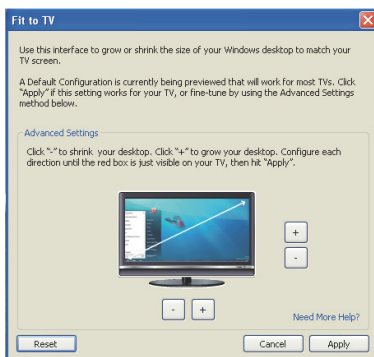 Fit to TV
Use this interface to grow or shrink the size of your Windows desktop to match your
TV screen.
A Default Configuration is currently being previewed that will work for most TVs. Click
"Apply" if this setting works for your TV, or fine-tune by using the Advanced Settings
method below.
Advanced Settings
Click "-" to shrink your desktop. Click "+" to grow your desktop. Configure each
direction until the red box is just visible on your TV, then hit "Apply".
+
-
- +
Need More Help?
Reset Cancel Apply